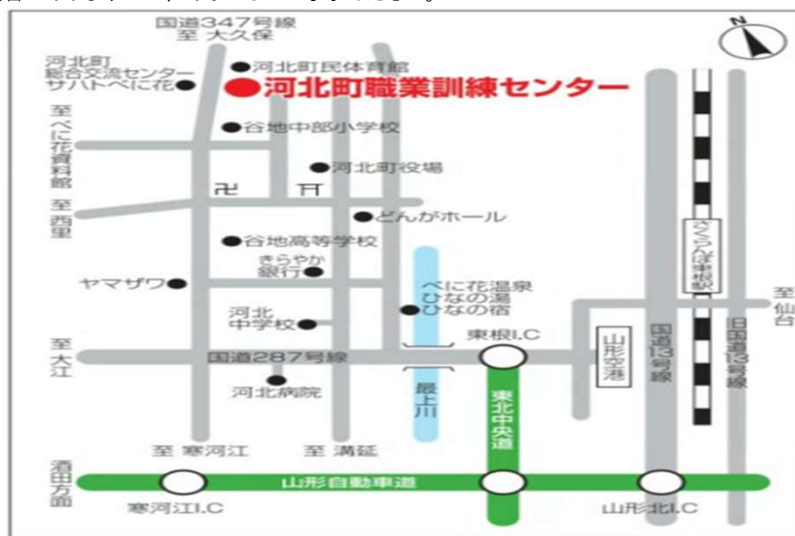 国道347号線
至 大久保
N
河北町
総合交流センター
サハトべに花
河北町民体育館
河北町職業訓練センター
至べに花資料館
谷地中部小学校
河北町役場
卍
至西里
どんがホール
谷地高等学校
きらやか
銀行
ヤマザワ
さくらんぼ東根駅
べに花温泉
ひなの湯
ひなの宿
至仙台
河北
中学校
東根I.C
至大江
国道287号線
山形空港
国道13号線
旧国道13号線
河北病院
最上川
東北中央道
至 寒河江
至 溝延
酒田方面
山形自動車道
寒河江I.C
山形北I.C